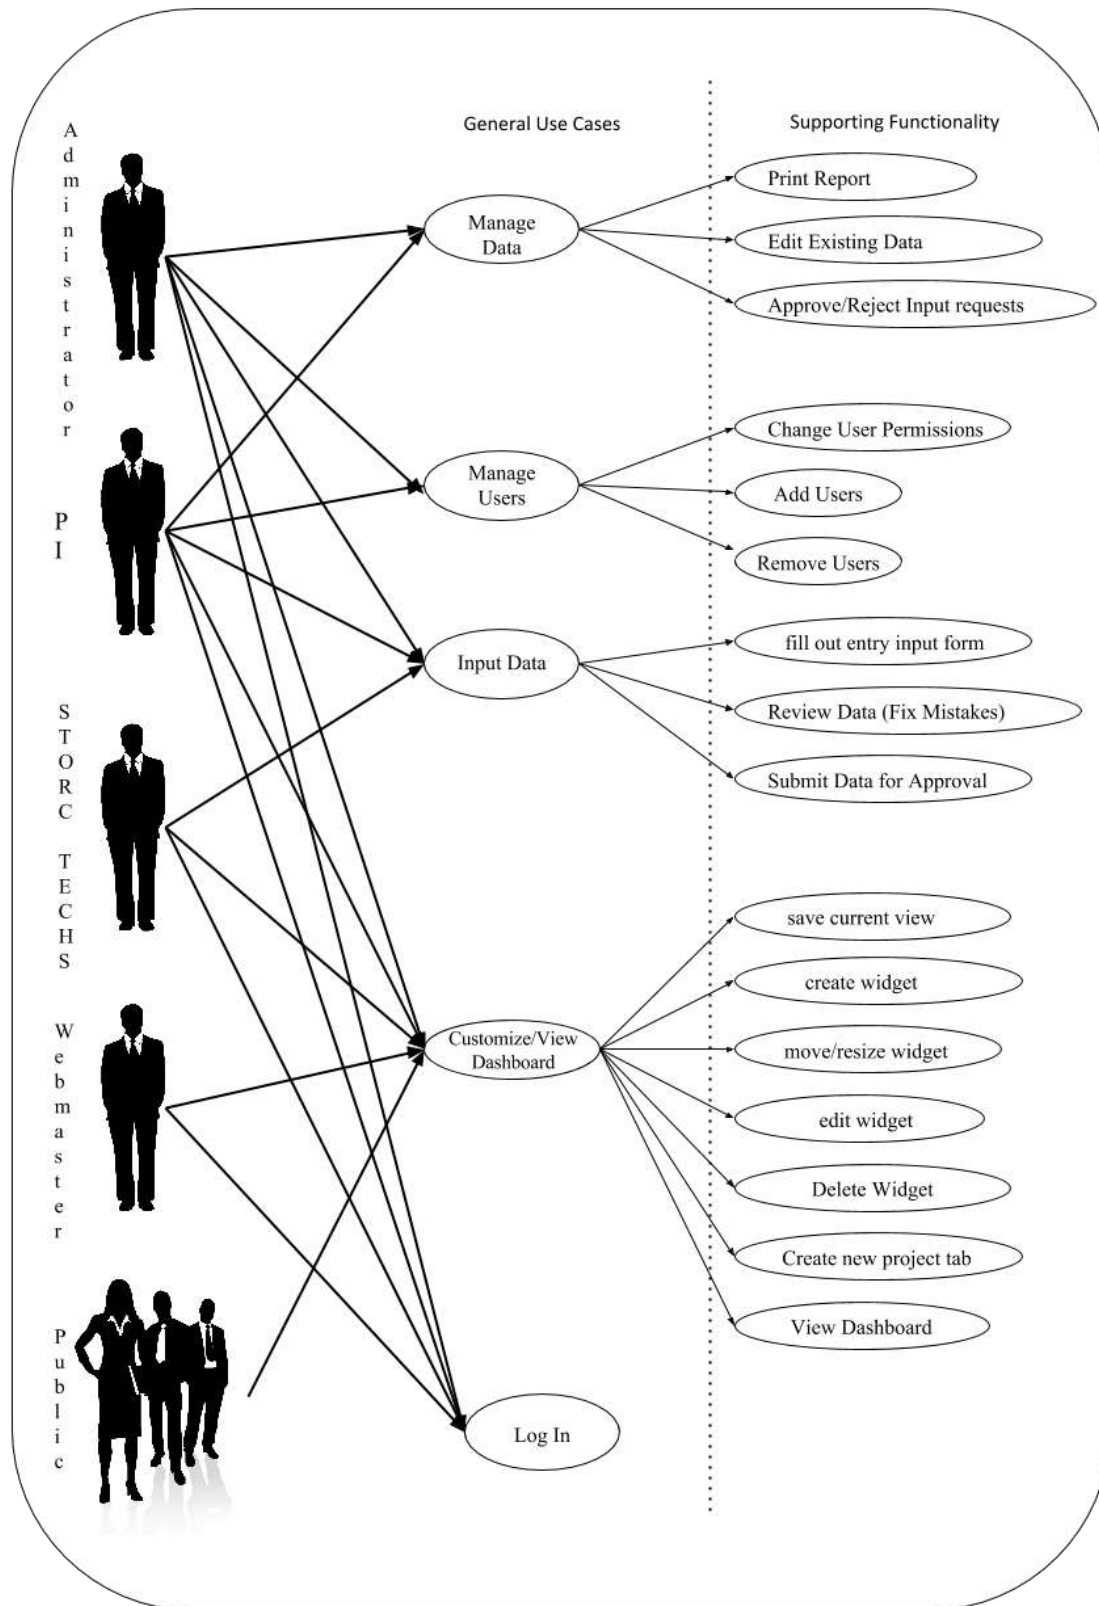 General Use Cases
Supporting Functionality
Administrator
PI
STORC TECHS
Webmaster
Public
Manage
Data
Manage
Users
Input Data
Customize/View
Dashboard
Log In
Print Report
Edit Existing Data
Approve/Reject Input requests
Change User Permissions
Add Users
Remove Users
fill out entry input form
Review Data (Fix Mistakes)
Submit Data for Approval
save current view
create widget
move/resize widget
edit widget
Delete Widget
Create new project tab
View Dashboard